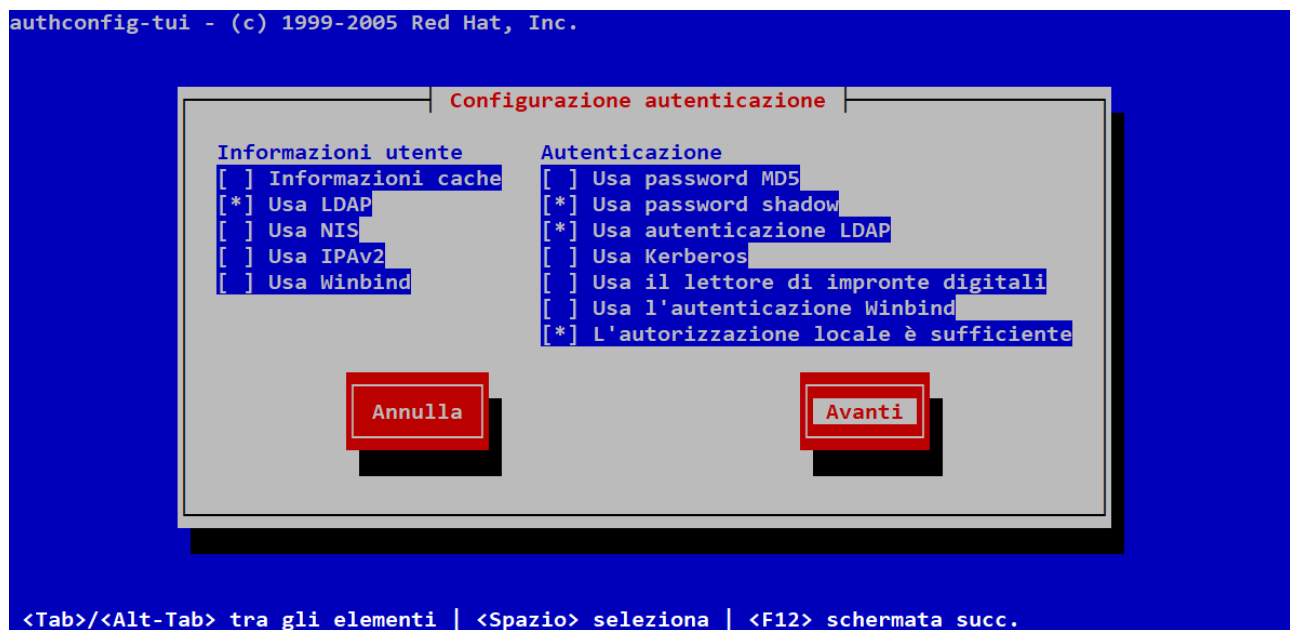 authconfig-tui - (c) 1999-2005 Red Hat, Inc.
Configurazione autenticazione
Informazioni utente
[ ] Informazioni cache
[*] Usa LDAP
[ ] Usa NIS
[ ] Usa IPAv2
[ ] Usa Winbind
Autenticazione
[ ] Usa password MD5
[*] Usa password shadow
[*] Usa autenticazione LDAP
[ ] Usa Kerberos
[ ] Usa il lettore di impronte digitali
[ ] Usa l'autenticazione Winbind
[*] L'autorizzazione locale è sufficiente
Annulla
Avanti
<Tab>/<Alt-Tab> tra gli elementi | <Spazio> seleziona | <F12> schermata succ.